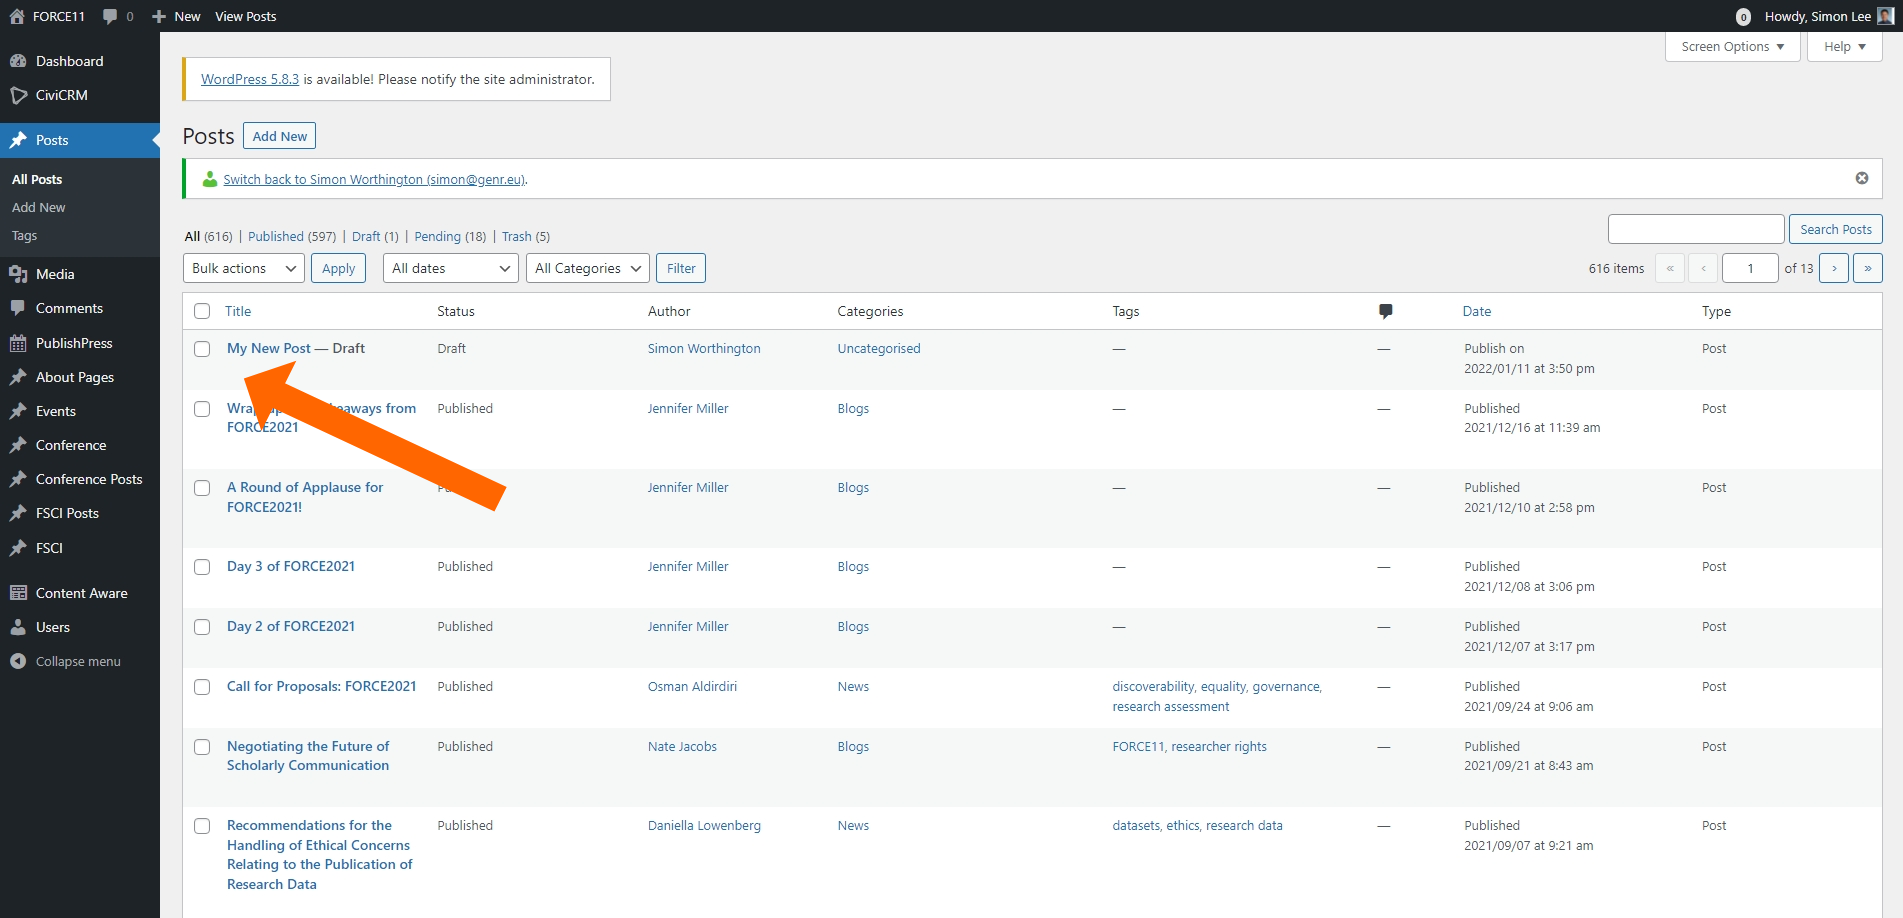 FORCE11 0 New View Posts 0 Howdy, Simon Lee
Screen Options Help
Dashboard
CiviCRM
Posts
All Posts
Add New
Tags
Media
Comments
PublishPress
About Pages
Events
Conference
Conference Posts
FSCI Posts
FSCI
Content Aware
Users
Collapse menu
WordPress 5.8.3 is available! Please notify the site administrator.
Posts Add New
Switch back to Simon Worthington (simon@genr.eu).
All (616) | Published (597) | Draft (1) | Pending (18) | Trash (5)
Search Posts
Bulk actions Apply All dates All Categories Filter 616 items « ‹ 1 of 13 › »
Title Status Author Categories Tags Date Type
My New Post — Draft Draft Simon Worthington Uncategorised — — Publish on Post
2022/01/11 at 3:50 pm
from Published Jennifer Miller Blogs — — Published Post
FORCE2021 2021/12/16 at 11:39 am
A Round of Applause for Jennifer Miller Blogs — — Published Post
FORCE2021! 2021/12/10 at 2:58 pm
Day 3 of FORCE2021 Published Jennifer Miller Blogs — — Published Post
2021/12/08 at 3:06 pm
Day 2 of FORCE2021 Published Jennifer Miller Blogs — — Published Post
2021/12/07 at 3:17 pm
Call for Proposals: FORCE2021 Published Osman Aldirdiri News discoverability, equality, governance, — Published Post
research assessment 2021/09/24 at 9:06 am
Negotiating the Future of Published Nate Jacobs Blogs FORCE11, researcher rights — Published Post
Scholarly Communication 2021/09/21 at 8:43 am
Recommendations for the Published Daniella Lowenberg News datasets, ethics, research data — Published Post
Handling of Ethical Concerns 2021/09/07 at 9:21 am
Relating to the Publication of
Research Data